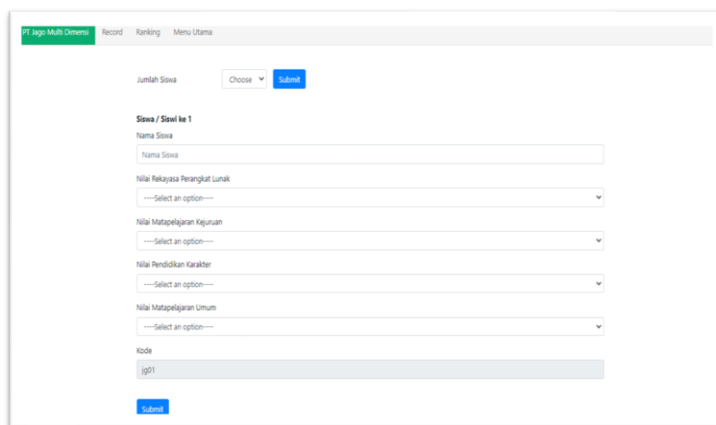 PT Jago Multi Dimensi Record Ranking Menu Utama
Jumlah Siswa Choose Submit
Siswa / Siswi ke 1
Nama Siswa
Nama Siswa
Nilai Rekayasa Perangkat Lunak
----Select an option----
Nilai Matapelajaran Kejuruan
----Select an option----
Nilai Pendidikan Karakter
----Select an option----
Nilai Matapelajaran Umum
----Select an option----
Kode
jg01
Submit